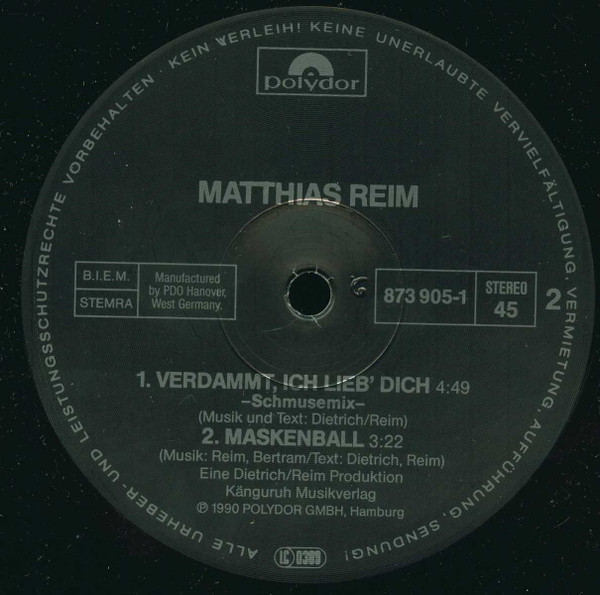 ALLE URHEBER- UND LEISTUNGSSCHUTZRECHTE VORBEHALTEN · KEIN VERLEIH! KEINE UNERLAUBTE VERVIELFÄLTIGUNG, VERMIETUNG, AUFFÜHRUNG, SENDUNG!
polydor
MATTHIAS REIM
B.I.E.M.
STEMRA
Manufactured
by PDO Hanover,
West Germany.
873 905-1
STEREO
45
2
1. VERDAMMT, ICH LIEB' DICH 4:49
–Schmusemix–
(Musik und Text: Dietrich/Reim)
2. MASKENBALL 3:22
(Musik: Reim, Bertram/Text: Dietrich, Reim)
Eine Dietrich/Reim Produktion
Känguruh Musikverlag
℗ 1990 POLYDOR GMBH, Hamburg
LC 0309